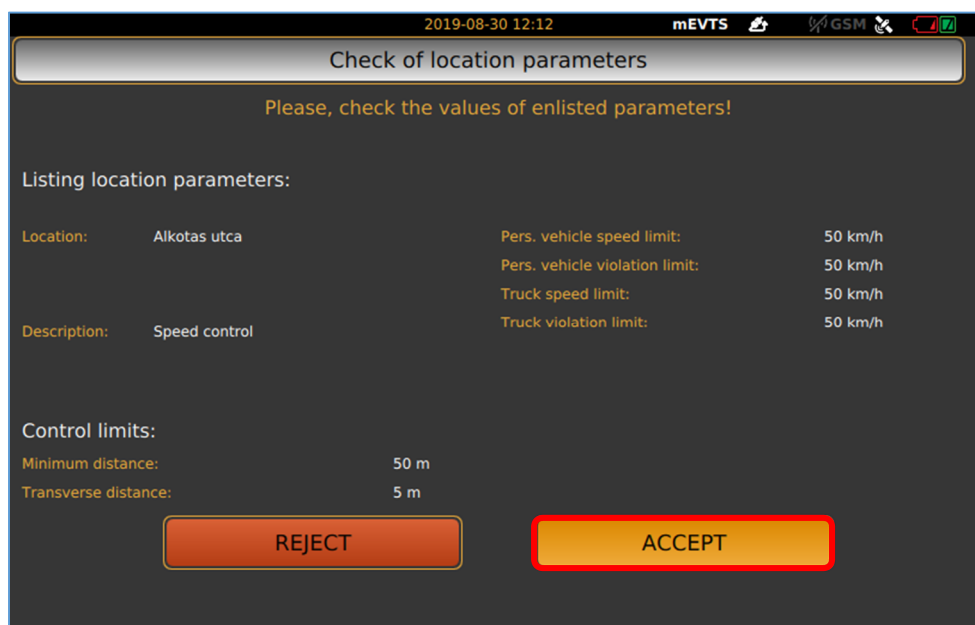 2019-08-30 12:12 mEVTS GSM
Check of location parameters
Please, check the values of enlisted parameters!
Listing location parameters:
Location: Alkotas utca
Pers. vehicle speed limit: 50 km/h
Pers. vehicle violation limit: 50 km/h
Truck speed limit: 50 km/h
Truck violation limit: 50 km/h
Description: Speed control
Control limits:
Minimum distance: 50 m
Transverse distance: 5 m
REJECT ACCEPT